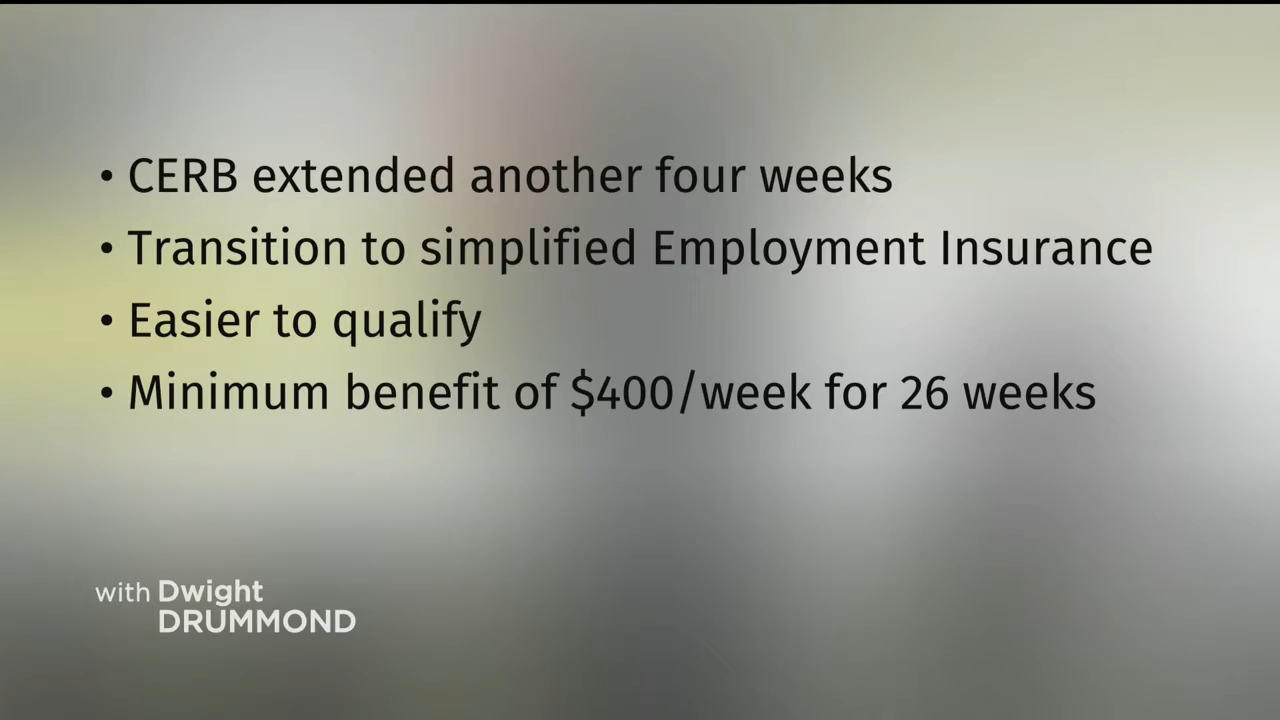 • CERB extended another four weeks
• Transition to simplified Employment Insurance
• Easier to qualify
• Minimum benefit of $400/week for 26 weeks
with Dwight
DRUMMOND